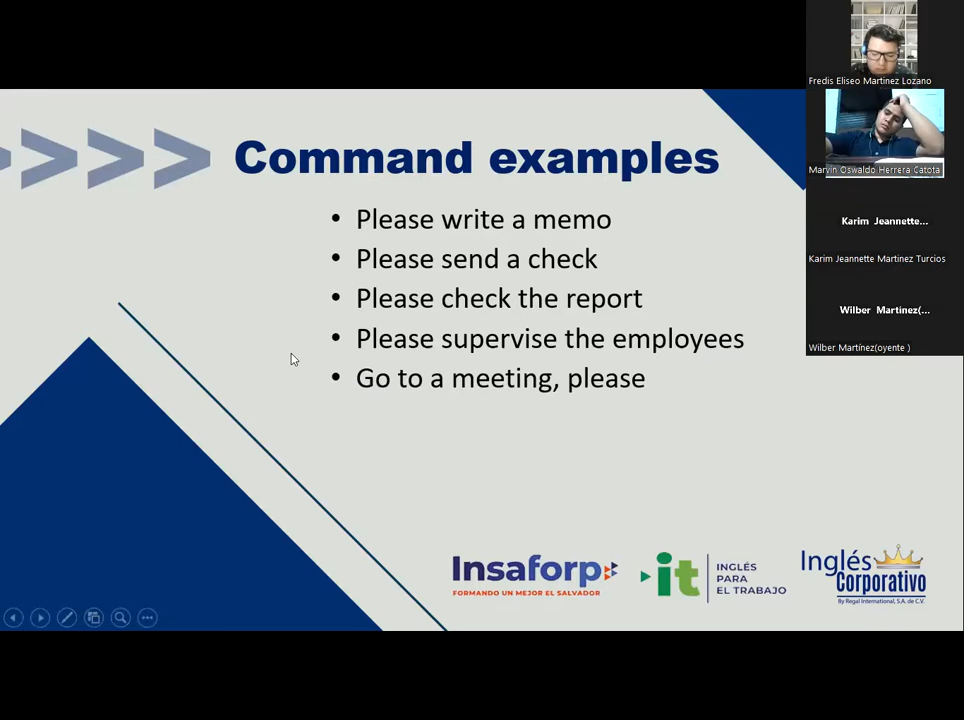 Command examples
• Please write a memo
• Please send a check
• Please check the report
• Please supervise the employees
• Go to a meeting, please
Insaforp
FORMANDO UN MEJOR EL SALVADOR
it
INGLÉS
PARA
EL TRABAJO
Inglés
Corporativo
By Regal International, S.A. de C.V.
Fredis Eliseo Martinez Lozano
Marvin Oswaldo Herrera Catota
Karim Jeannette...
Karim Jeannette Martinez Turcios
Wilber Martinez(...
Wilber Martínez(oyente )